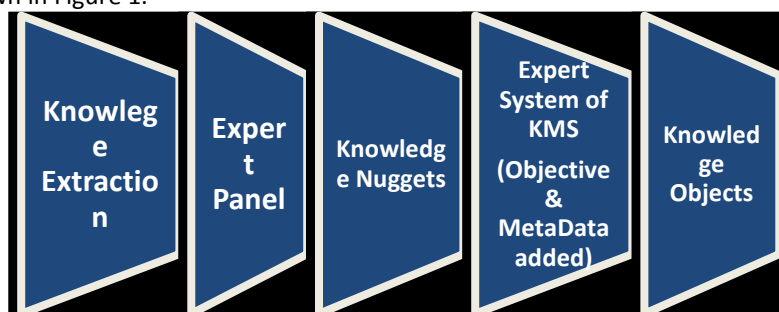 wn in Figure 1.
Knowleg
e
Extractio
n
Exper
t
Panel
Knowledg
e Nuggets
Expert
System of
KMS
(Objective
&
MetaData
added)
Knowled
ge
Objects